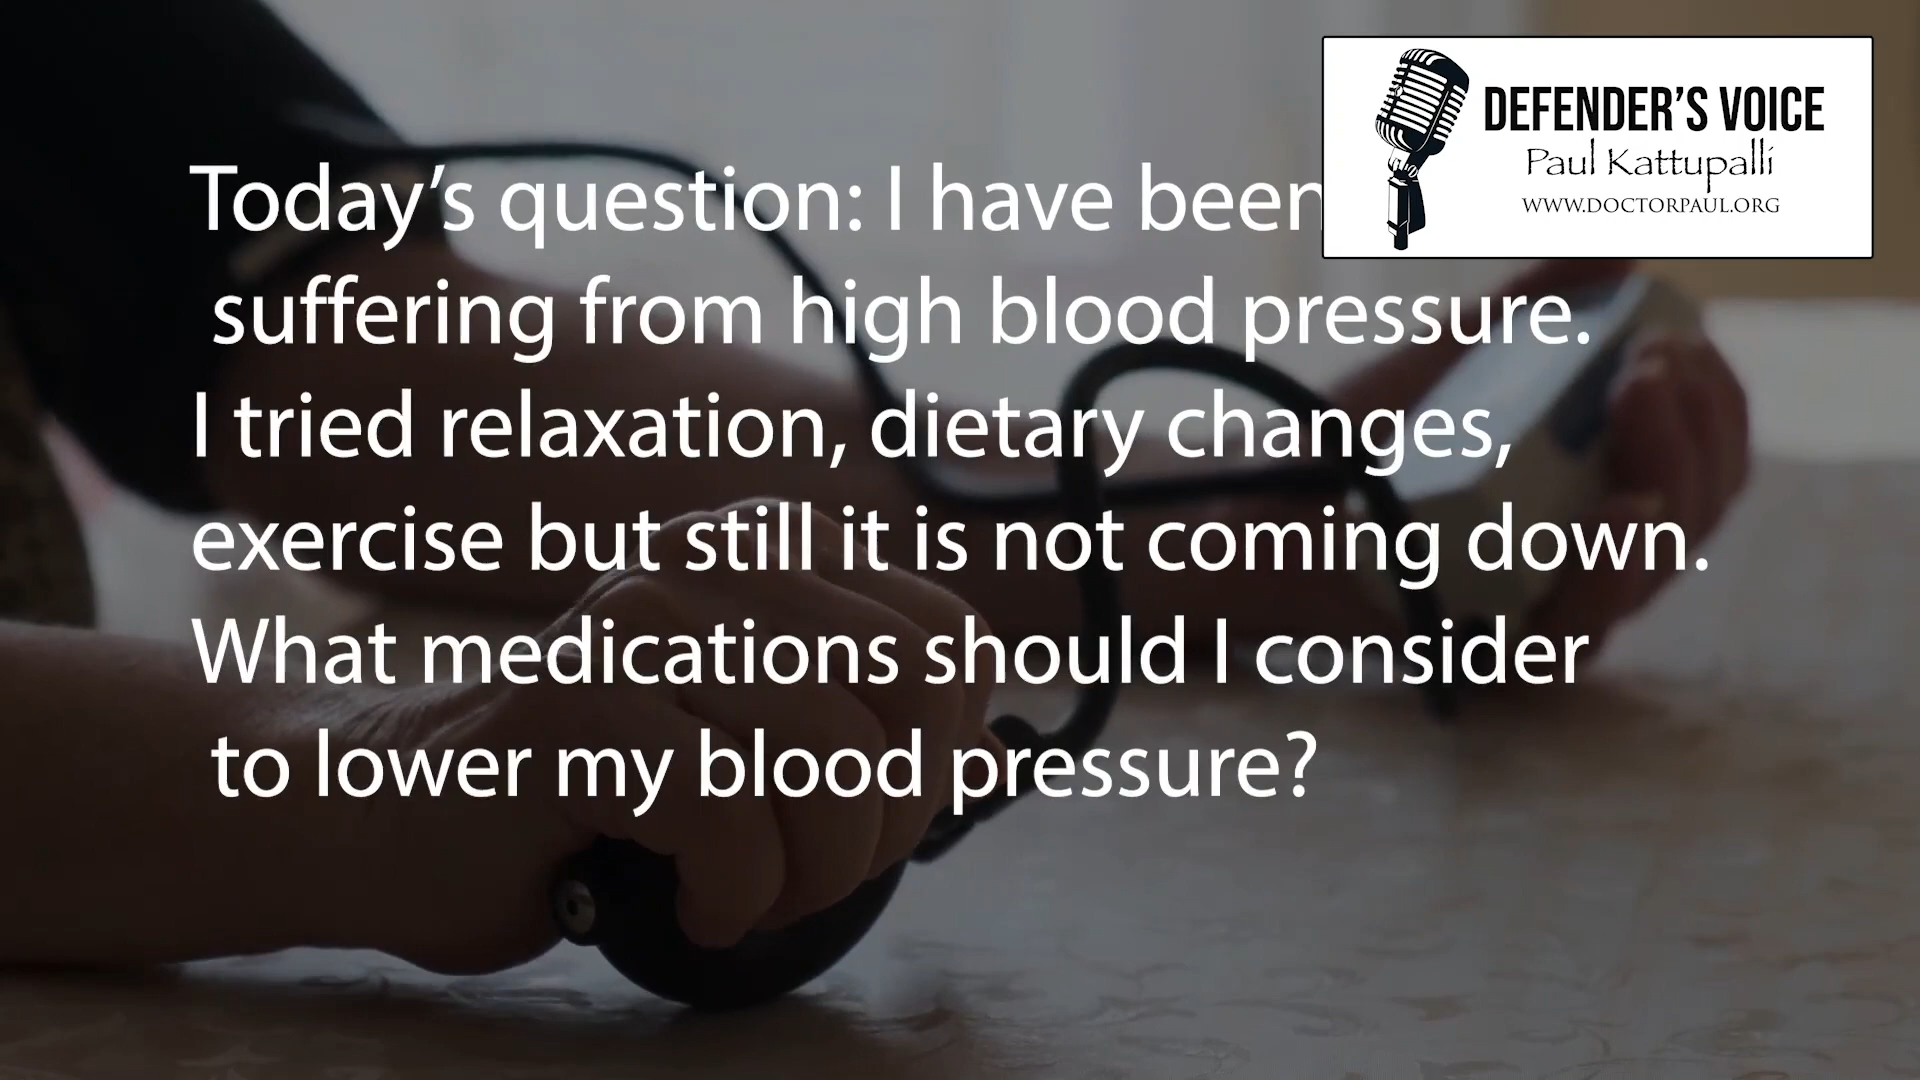 DEFENDER'S VOICE
Paul Kattupalli
WWW.DOCTORPAUL.ORG
Today’s question: I have been
suffering from high blood pressure.
I tried relaxation, dietary changes,
exercise but still it is not coming down.
What medications should I consider
to lower my blood pressure?